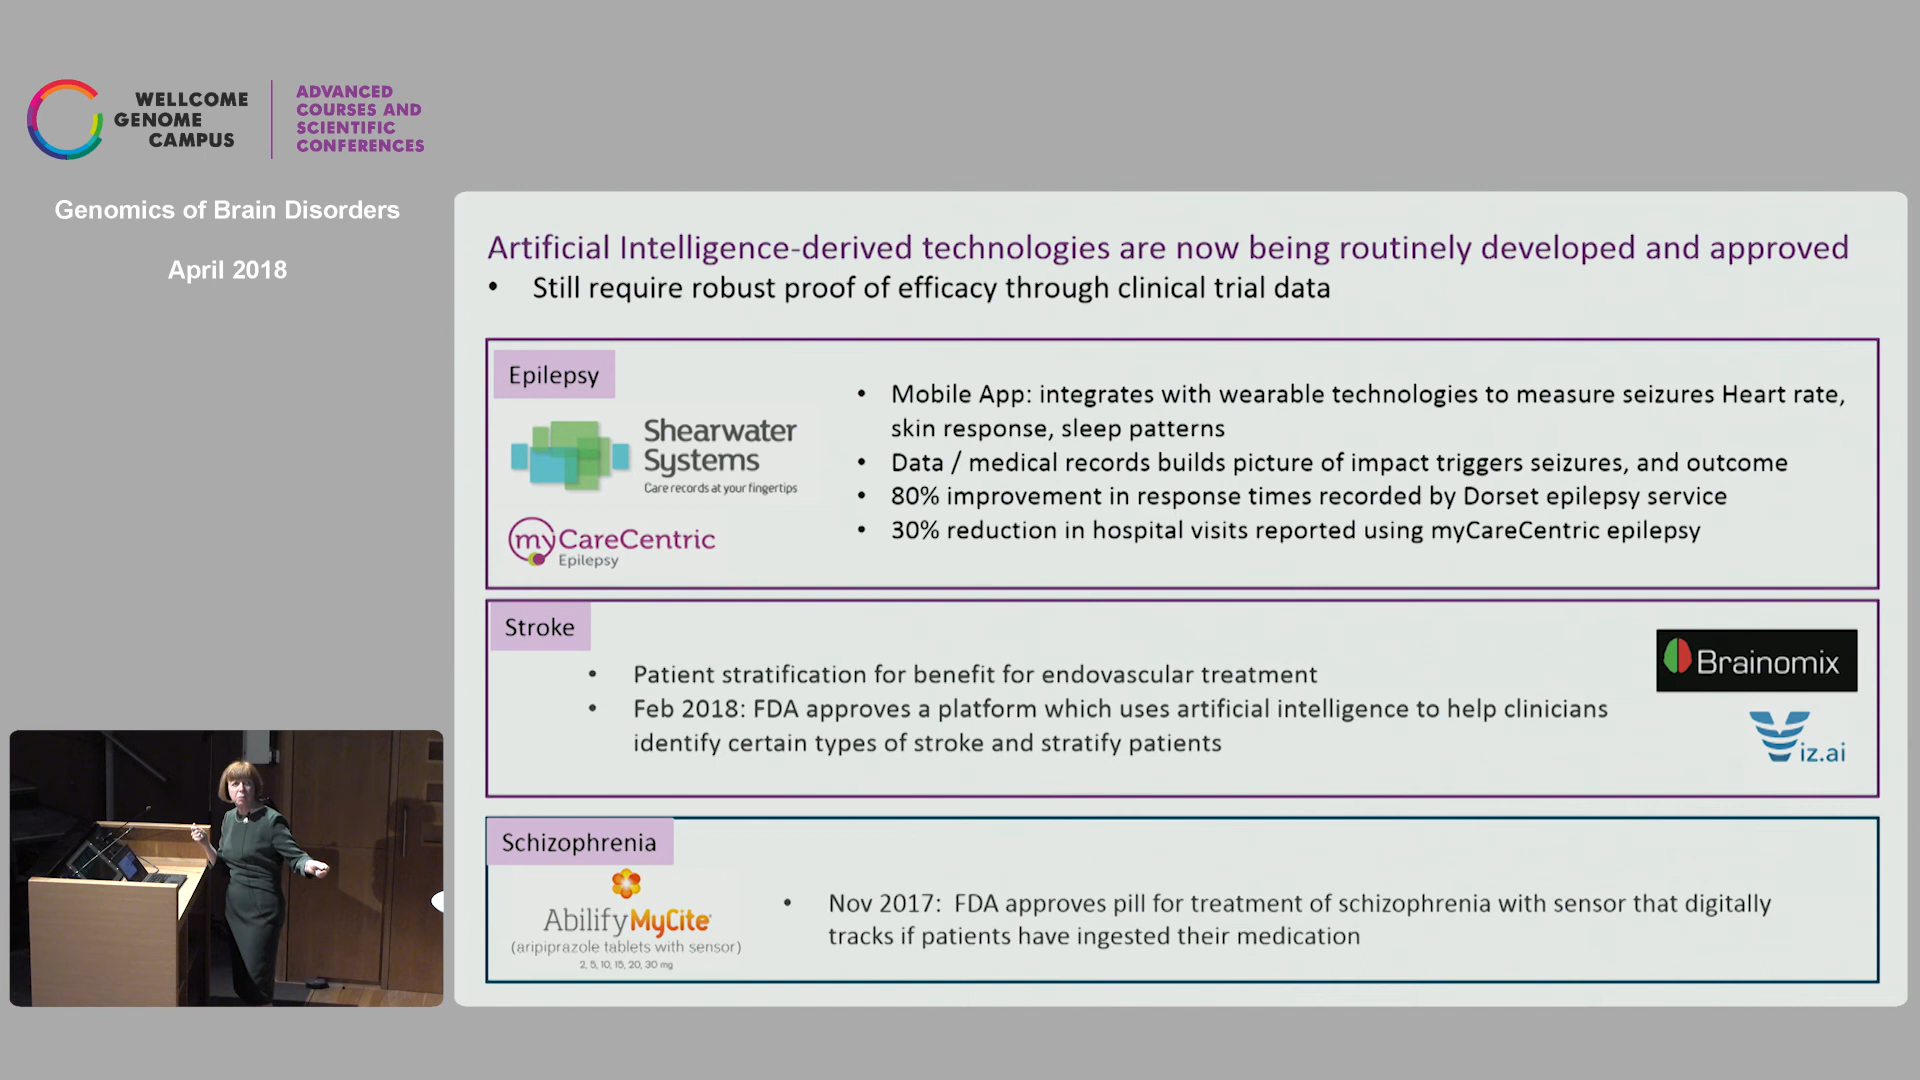 WELLCOME
GENOME
CAMPUS
ADVANCED
COURSES AND
SCIENTIFIC
CONFERENCES
Genomics of Brain Disorders
April 2018
Artificial Intelligence-derived technologies are now being routinely developed and approved
• Still require robust proof of efficacy through clinical trial data
Epilepsy
Shearwater
Systems
Care records at your fingertips
myCareCentric
Epilepsy
• Mobile App: integrates with wearable technologies to measure seizures Heart rate,
skin response, sleep patterns
• Data / medical records builds picture of impact triggers seizures, and outcome
• 80% improvement in response times recorded by Dorset epilepsy service
• 30% reduction in hospital visits reported using myCareCentric epilepsy
Stroke
• Patient stratification for benefit for endovascular treatment
• Feb 2018: FDA approves a platform which uses artificial intelligence to help clinicians
identify certain types of stroke and stratify patients
Brainomix
Viz.ai
Schizophrenia
Abilify MyCite®
(aripiprazole tablets with sensor)
2, 5, 10, 15, 20, 30 mg
• Nov 2017: FDA approves pill for treatment of schizophrenia with sensor that digitally
tracks if patients have ingested their medication